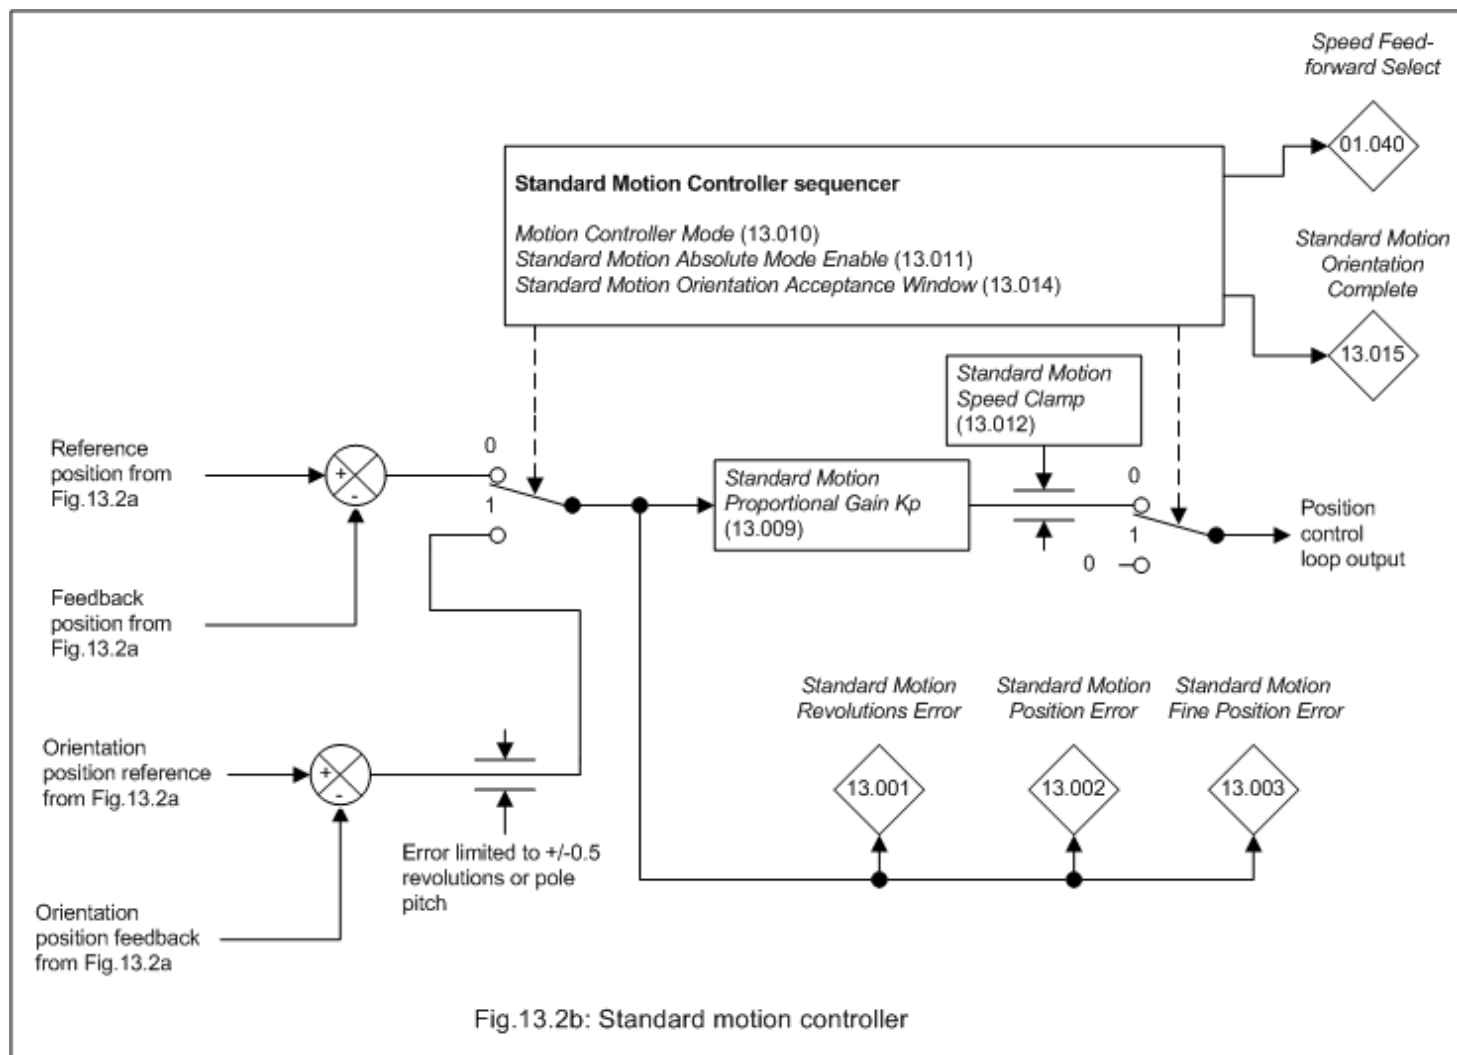 Speed Feed-
forward Select
01.040
Standard Motion Controller sequencer
Motion Controller Mode (13.010)
Standard Motion Absolute Mode Enable (13.011)
Standard Motion Orientation Acceptance Window (13.014)
Standard Motion
Orientation
Complete
13.015
Standard Motion
Speed Clamp
(13.012)
Reference
position from
Fig.13.2a
+
-
0
1
Standard Motion
Proportional Gain Kp
(13.009)
0
1
0
Position
control
loop output
Feedback
position from
Fig.13.2a
Standard Motion
Revolutions Error
Standard Motion
Position Error
Standard Motion
Fine Position Error
13.001
13.002
13.003
Orientation
position reference
from Fig.13.2a
+
-
Error limited to +/-0.5
revolutions or pole
pitch
Orientation
position feedback
from Fig.13.2a
Fig.13.2b: Standard motion controller